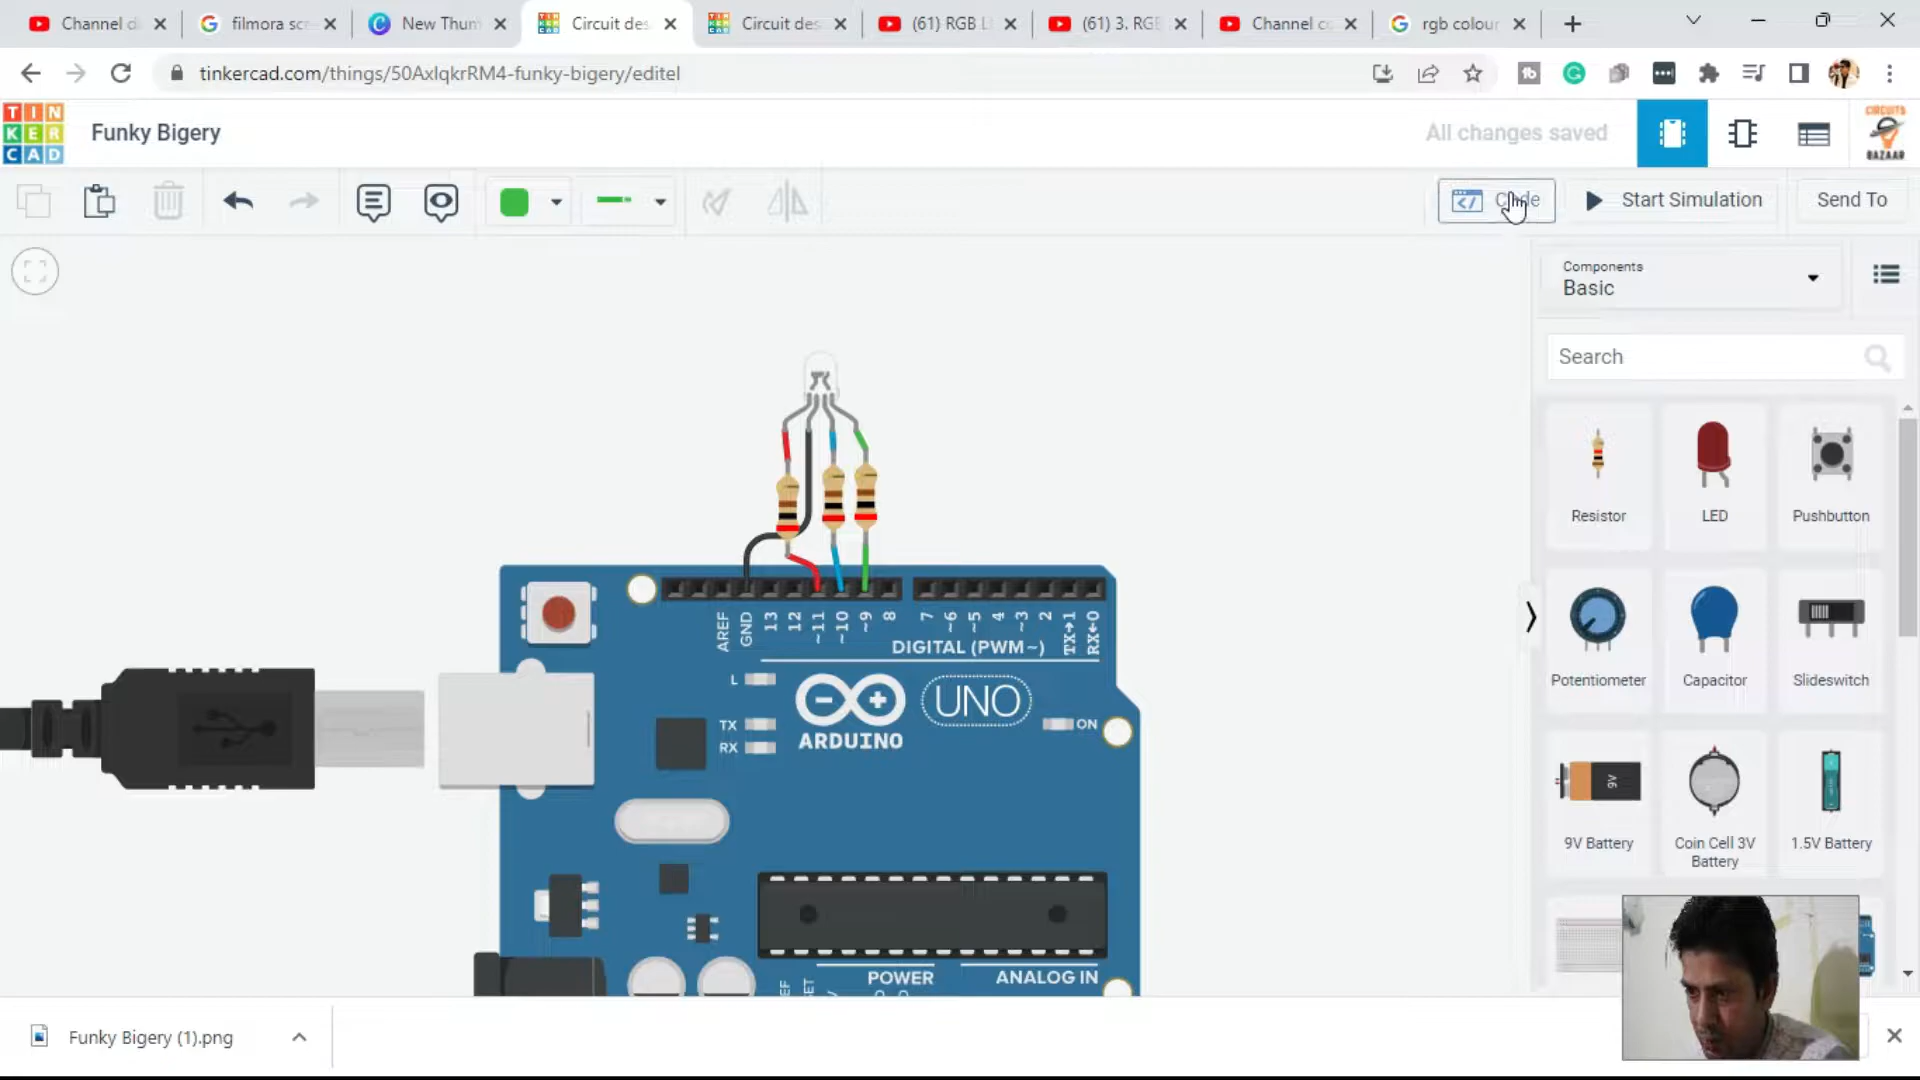 Channel d
filmora sc
New Thum
Circuit des
Circuit des
(61) RGB L
(61) 3. RGB
Channel c
rgb colour
tinkercad.com/things/50AxIqkrRM4-funky-bigery/editel
TIN
KER
CAD
Funky Bigery
All changes saved
CIRCUITS
BAZAAR
Code
Start Simulation
Send To
Components
Basic
Search
Resistor
LED
Pushbutton
Potentiometer
Capacitor
Slideswitch
9V
9V Battery
Coin Cell 3V
Battery
1.5V Battery
AREF
GND
13
12
~11
~10
~9
8
7
~6
~5
4
~3
2
TX→1
RX←0
DIGITAL (PWM~)
L
TX
RX
UNO
ARDUINO
ON
POWER
ANALOG IN
Funky Bigery (1).png